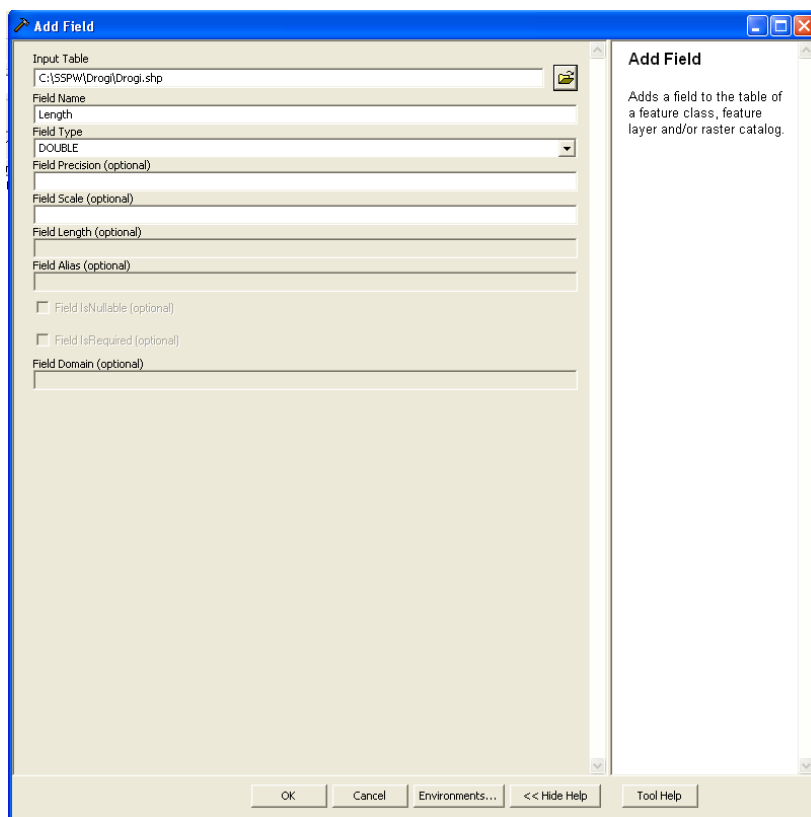 Add Field
Input Table
C:\SSPW\Drogi\Drogi.shp
Field Name
Length
Field Type
DOUBLE
Field Precision (optional)
Field Scale (optional)
Field Length (optional)
Field Alias (optional)
Field IsNullable (optional)
Field IsRequired (optional)
Field Domain (optional)
Add Field
Adds a field to the table of
a feature class, feature
layer and/or raster catalog.
OK
Cancel
Environments...
<< Hide Help
Tool Help